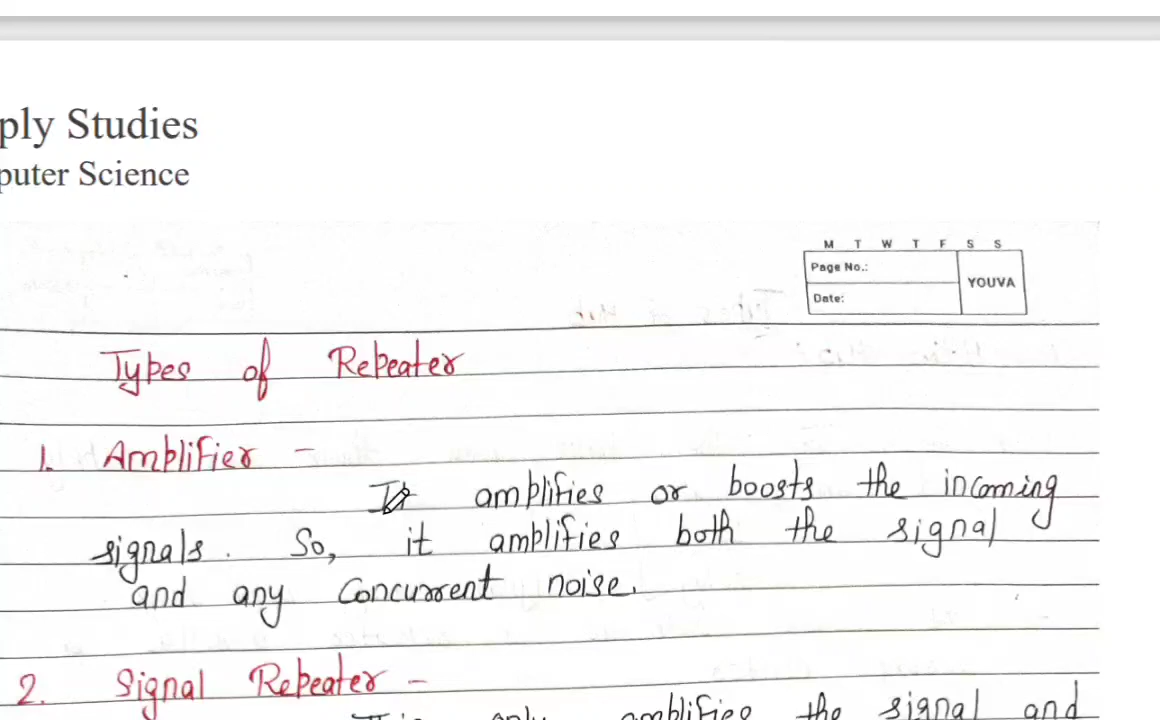 ply Studies
puter Science
M T W T F S S
Page No.:
YOUVA
Date:
Types of Repeater
1. Amplifier -
It amplifies or boosts the incoming
signals. So, it amplifies both the signal
and any concurrent noise.
2. Signal Repeater -
only amplifies the signal and